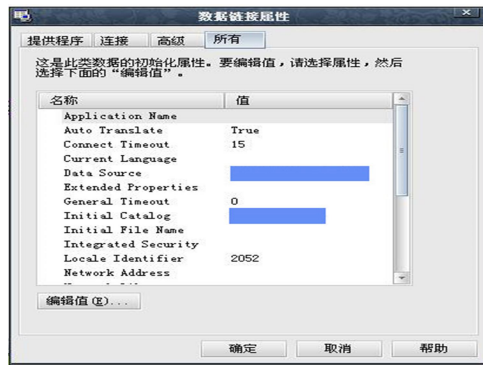 数据链接属性
提供程序 连接 高级 所有
这是此类数据的初始化属性。要编辑值，请选择属性，然后
选择下面的“编辑值”。
名称 值
Application Name
Auto Translate True
Connect Timeout 15
Current Language
Data Source
Extended Properties
General Timeout 0
Initial Catalog
Initial File Name
Integrated Security
Locale Identifier 2052
Network Address
编辑值(E)...
确定 取消 帮助